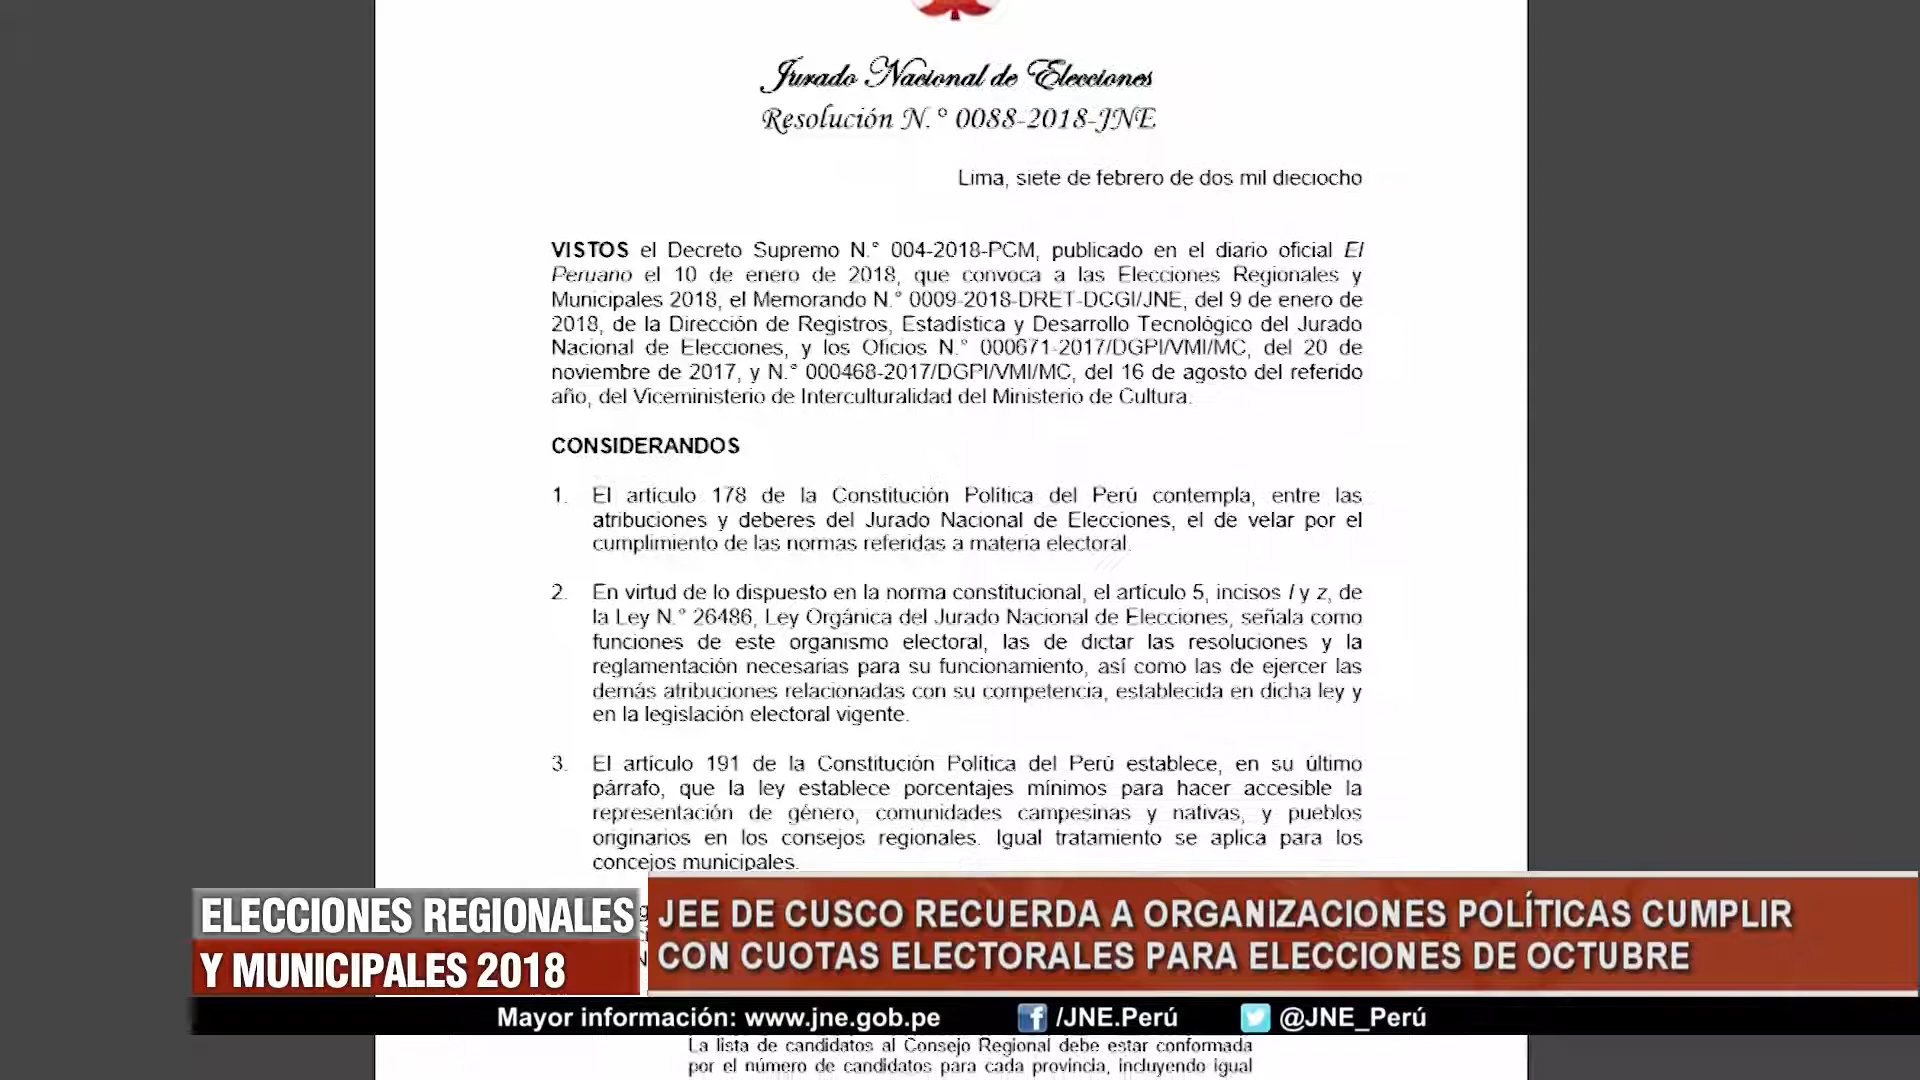 Jurado Nacional de Elecciones
Resolución N.° 0088-2018-JNE
Lima, siete de febrero de dos mil dieciocho
VISTOS el Decreto Supremo N.° 004-2018-PCM, publicado en el diario oficial El
Peruano el 10 de enero de 2018, que convoca a las Elecciones Regionales y
Municipales 2018, el Memorando N.° 0009-2018-DRET-DCGI/JNE, del 9 de enero de
2018, de la Dirección de Registros, Estadística y Desarrollo Tecnológico del Jurado
Nacional de Elecciones, y los Oficios N.° 000671-2017/DGPI/VMI/MC, del 20 de
noviembre de 2017, y N.° 000468-2017/DGPI/VMI/MC, del 16 de agosto del referido
año, del Viceministerio de Interculturalidad del Ministerio de Cultura.
CONSIDERANDOS
1. El artículo 178 de la Constitución Política del Perú contempla, entre las
atribuciones y deberes del Jurado Nacional de Elecciones, el de velar por el
cumplimiento de las normas referidas a materia electoral.
2. En virtud de lo dispuesto en la norma constitucional, el artículo 5, incisos l y z, de
la Ley N.° 26486, Ley Orgánica del Jurado Nacional de Elecciones, señala como
funciones de este organismo electoral, las de dictar las resoluciones y la
reglamentación necesarias para su funcionamiento, así como las de ejercer las
demás atribuciones relacionadas con su competencia, establecida en dicha ley y
en la legislación electoral vigente.
3. El artículo 191 de la Constitución Política del Perú establece, en su último
párrafo, que la ley establece porcentajes mínimos para hacer accesible la
representación de género, comunidades campesinas y nativas, y pueblos
originarios en los consejos regionales. Igual tratamiento se aplica para los
concejos municipales.
ELECCIONES REGIONALES
Y MUNICIPALES 2018
JEE DE CUSCO RECUERDA A ORGANIZACIONES POLÍTICAS CUMPLIR
CON CUOTAS ELECTORALES PARA ELECCIONES DE OCTUBRE
Mayor información: www.jne.gob.pe /JNE.Perú @JNE_Perú
La lista de candidatos al Consejo Regional debe estar conformada
por el número de candidatos para cada provincia, incluyendo igual